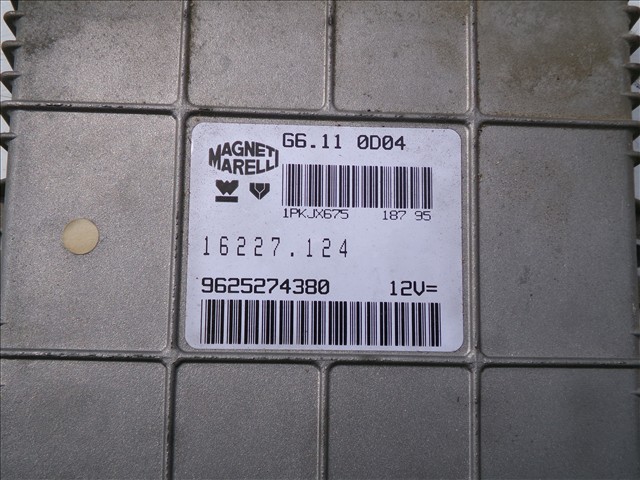 G6.11 0D04
MAGNETI
MARELLI
1PKJX675 187 95
16227.124
9625274380 12V=